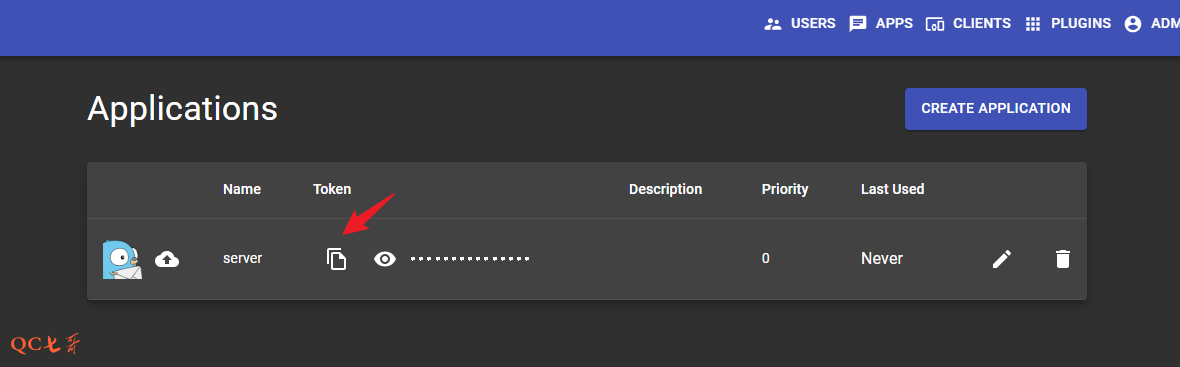 USERS APPS CLIENTS PLUGINS ADM
Applications
CREATE APPLICATION
Name Token Description Priority Last Used
server ••••••••••••••• 0 Never
QC七哥